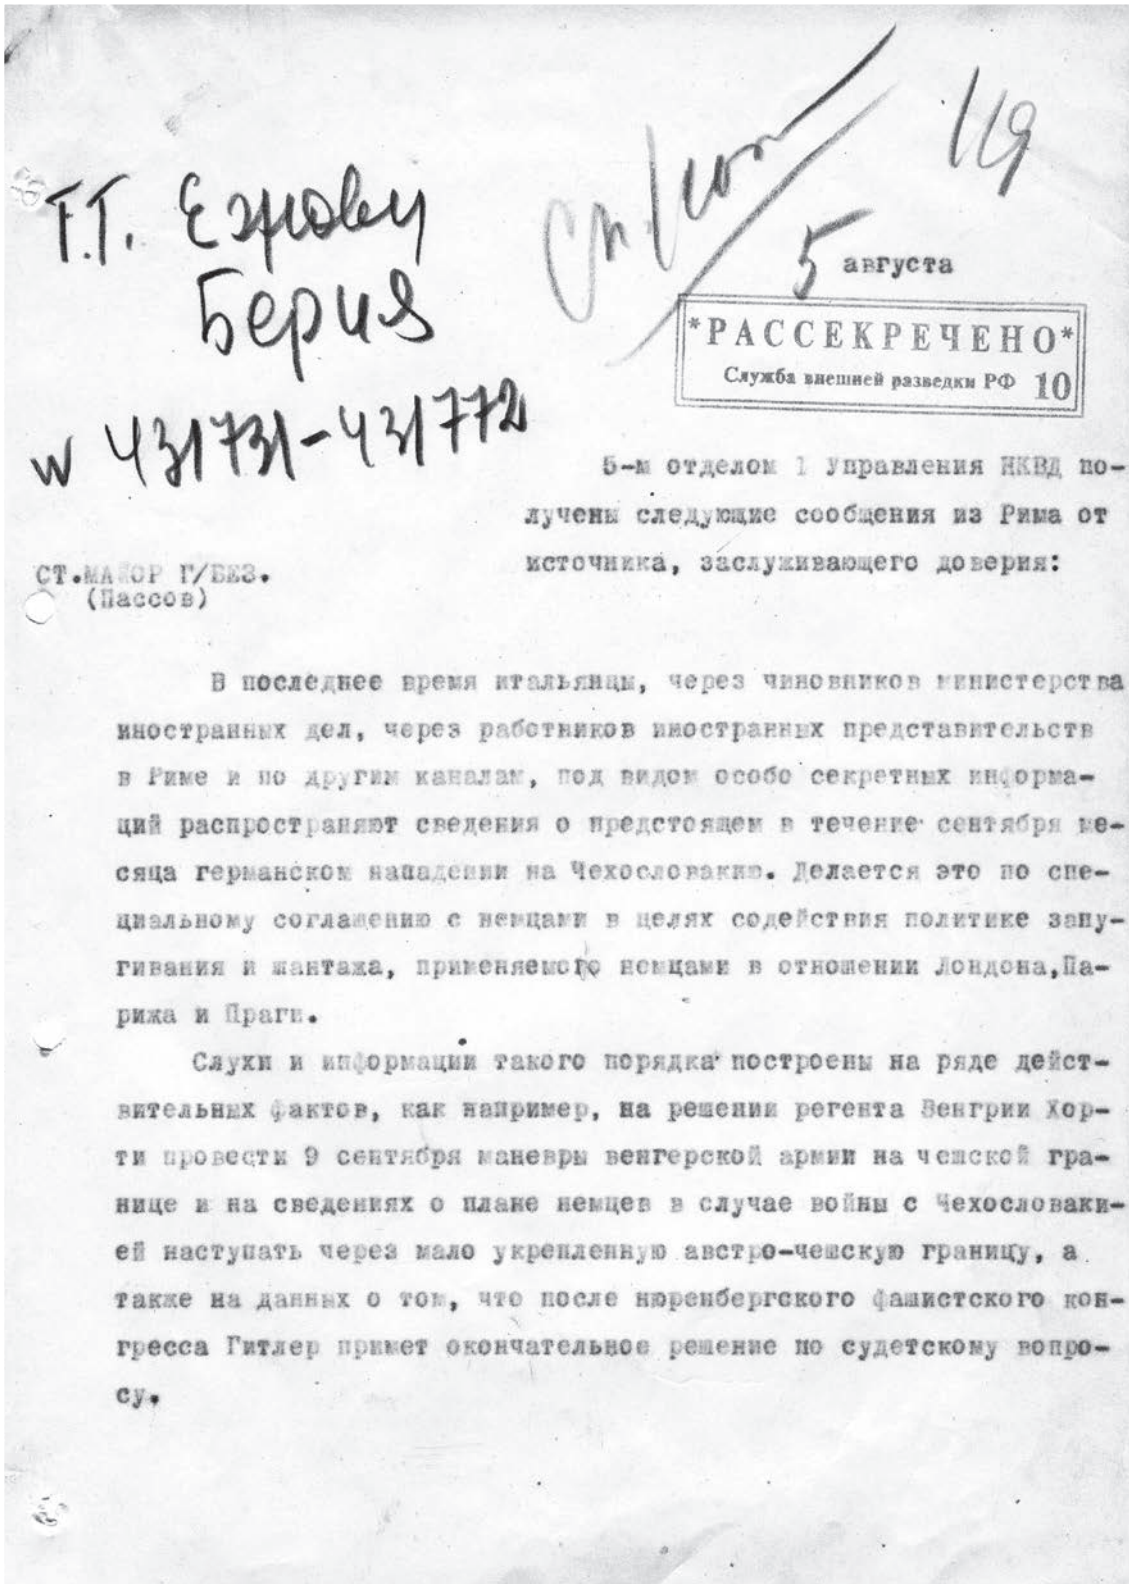 119
Т.Т. Ежову
Берия
5 августа
*РАССЕКРЕЧЕНО*
Служба внешней разведки РФ 10
N 431731-431772
5-м отделом 1 Управления НКВД по-
лучены следующие сообщения из Рима от
источника, заслуживающего доверия:
СТ.МАЙОР Г/БЕЗ.
(Пассов)
В последнее время итальянцы, через чиновников министерства
иностранных дел, через работников иностранных представительств
в Риме и по другим каналам, под видом особо секретных информа-
ций распространяют сведения о предстоящем в течение сентября ме-
сяца германском нападении на Чехословакию. Делается это по спе-
циальному соглашению с немцами в целях содействия политике запу-
гивания и шантажа, применяемого немцами в отношении Лондона,Па-
рижа и Праги.
Слухи и информации такого порядка построены на ряде дейст-
вительных фактов, как например, на решении регента Венгрии Хор-
ти провести 9 сентября маневры венгерской армии на чешской гра-
нице и на сведениях о плане немцев в случае войны с Чехословаки-
ей наступать через мало укрепленную австро-чешскую границу, а
также на данных о том, что после нюренбергского фашистского кон-
гресса Гитлер примет окончательное решение по судетскому вопро-
су.